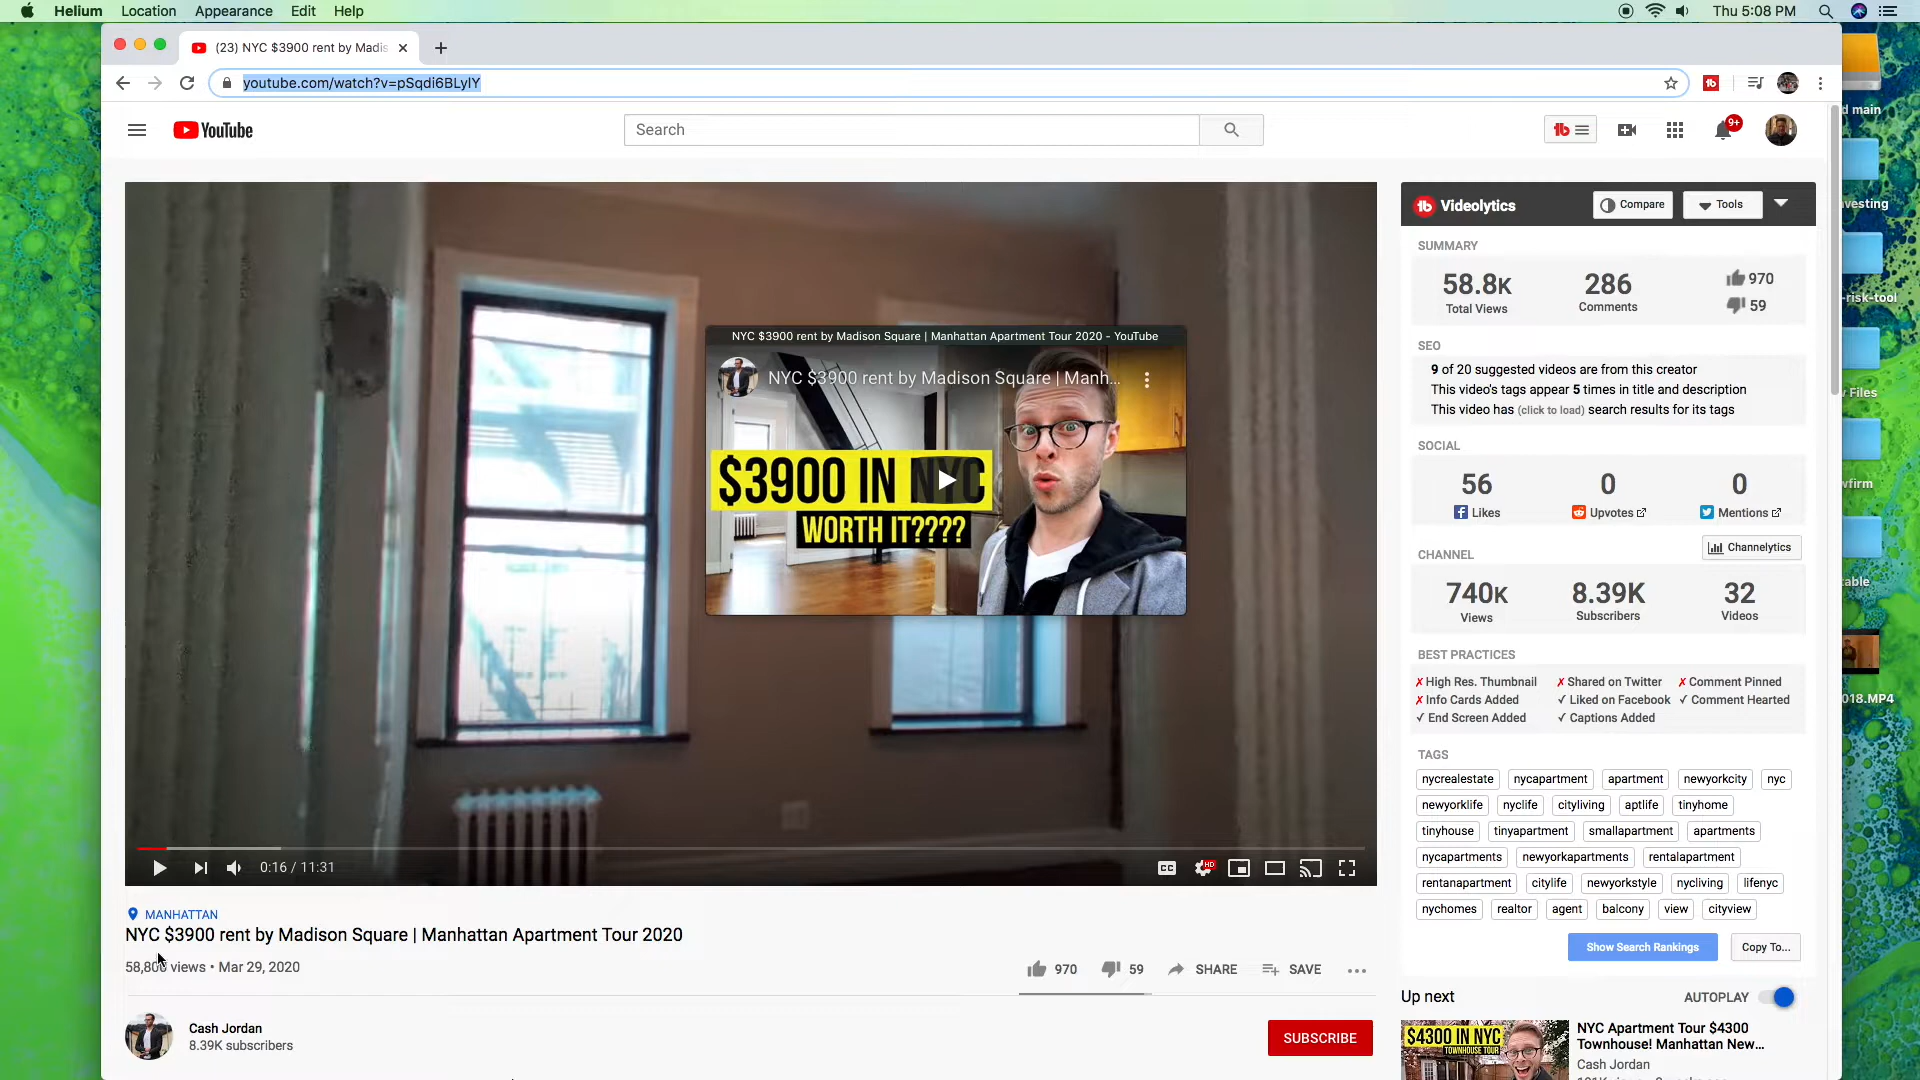 Helium Location Appearance Edit Help Thu 5:08 PM
(23) NYC $3900 rent by Madis
youtube.com/watch?v=pSqdi6BLylY
YouTube
Search
9+
NYC $3900 rent by Madison Square | Manhattan Apartment Tour 2020 - YouTube
NYC $3900 rent by Madison Square | Manh...
$3900 IN NYC
WORTH IT????
0:16 / 11:31
CC
HD
MANHATTAN
NYC $3900 rent by Madison Square | Manhattan Apartment Tour 2020
58,800 views • Mar 29, 2020
970 59 SHARE SAVE
Cash Jordan
8.39K subscribers
SUBSCRIBE
Videolytics Compare Tools
SUMMARY
58.8K 286 970
Total Views Comments 59
SEO
9 of 20 suggested videos are from this creator
This video's tags appear 5 times in title and description
This video has (click to load) search results for its tags
SOCIAL
56 0 0
Likes Upvotes Mentions
CHANNEL Channelytics
740K 8.39K 32
Views Subscribers Videos
BEST PRACTICES
✗ High Res. Thumbnail ✗ Shared on Twitter ✗ Comment Pinned
✗ Info Cards Added ✓ Liked on Facebook ✓ Comment Hearted
✓ End Screen Added ✓ Captions Added
TAGS
nycrealestate nycapartment apartment newyorkcity nyc
newyorklife nyclife cityliving aptlife tinyhome
tinyhouse tinyapartment smallapartment apartments
nycapartments newyorkapartments rentalapartment
rentanapartment citylife newyorkstyle nycliving lifenyc
nychomes realtor agent balcony view cityview
Show Search Rankings Copy To...
Up next AUTOPLAY
$4300 IN NYC
TOWNHOUSE TOUR
NYC Apartment Tour $4300
Townhouse! Manhattan New...
Cash Jordan
d main
vesting
-risk-tool
Files
vfirm
table
018.MP4